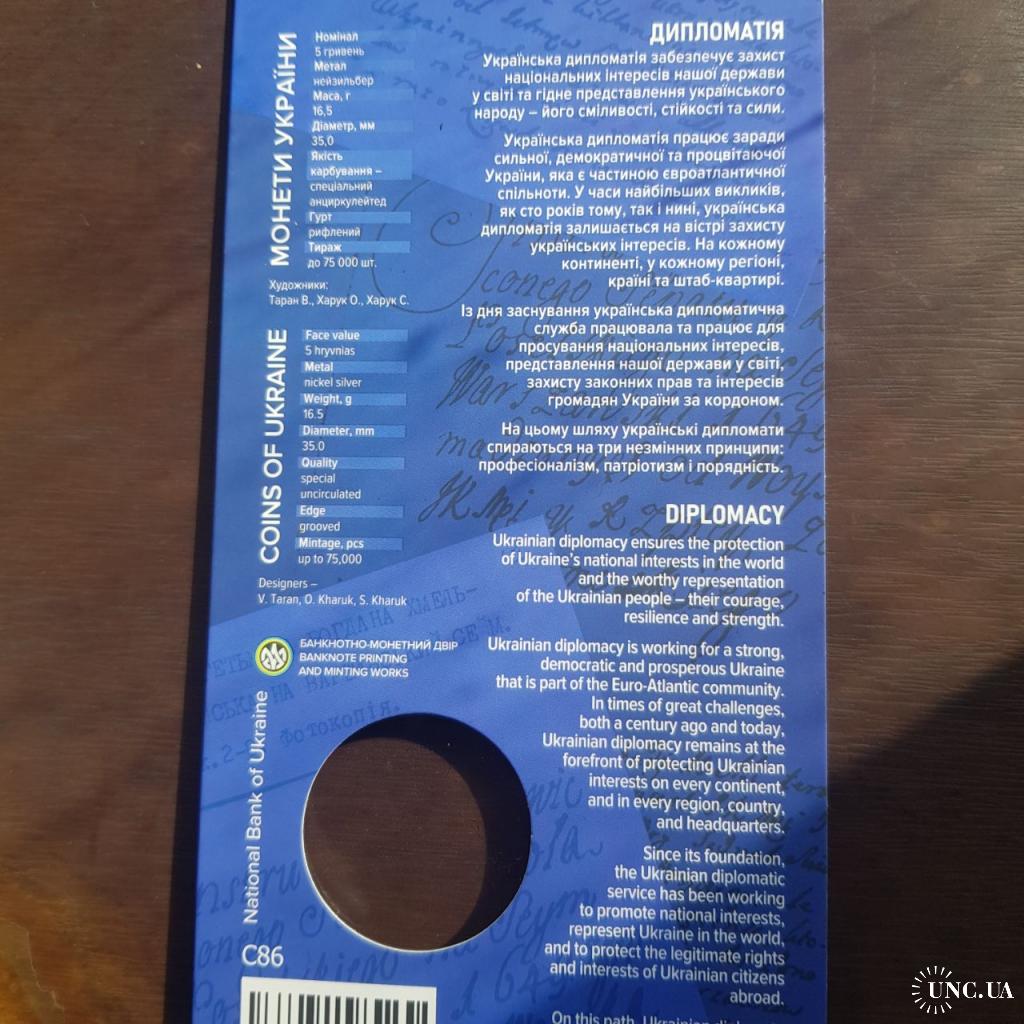 МОНЕТИ УКРАЇНИ
Номінал
5 гривень
Метал
нейзильбер
Маса, г
16,5
Діаметр, мм
35,0
Якість
карбування –
спеціальний
анциркулейтед
Гурт
рифлений
Тираж
до 75 000 шт.
Художники:
Таран В., Харук О., Харук С.
COINS OF UKRAINE
Face value
5 hryvnias
Metal
nickel silver
Weight, g
16.5
Diameter, mm
35.0
Quality
special
uncirculated
Edge
grooved
Mintage, pcs
up to 75,000
Designers –
V. Taran, O. Kharuk, S. Kharuk
БАНКНОТНО-МОНЕТНИЙ ДВІР
BANKNOTE PRINTING
AND MINTING WORKS
National Bank of Ukraine
C86
ДИПЛОМАТІЯ
Українська дипломатія забезпечує захист
національних інтересів нашої держави
у світі та гідне представлення українського
народу – його сміливості, стійкості та сили.
Українська дипломатія працює заради
сильної, демократичної та процвітаючої
України, яка є частиною євроатлантичної
спільноти. У часи найбільших викликів,
як сто років тому, так і нині, українська
дипломатія залишається на вістрі захисту
українських інтересів. На кожному
континенті, у кожному регіоні,
країні та штаб-квартирі.
Із дня заснування українська дипломатична
служба працювала та працює для
просування національних інтересів,
представлення нашої держави у світі,
захисту законних прав та інтересів
громадян України за кордоном.
На цьому шляху українські дипломати
спираються на три незмінних принципи:
професіоналізм, патріотизм і порядність.
DIPLOMACY
Ukrainian diplomacy ensures the protection
of Ukraine's national interests in the world
and the worthy representation
of the Ukrainian people – their courage,
resilience and strength.
Ukrainian diplomacy is working for a strong,
democratic and prosperous Ukraine
that is part of the Euro-Atlantic community.
In times of great challenges,
both a century ago and today,
Ukrainian diplomacy remains at the
forefront of protecting Ukrainian
interests on every continent,
and in every region, country,
and headquarters.
Since its foundation,
the Ukrainian diplomatic
service has been working
to promote national interests,
represent Ukraine in the world,
and to protect the legitimate rights
and interests of Ukrainian citizens
abroad.
On this path, Ukrainian
фотокопія.
UNC.UA